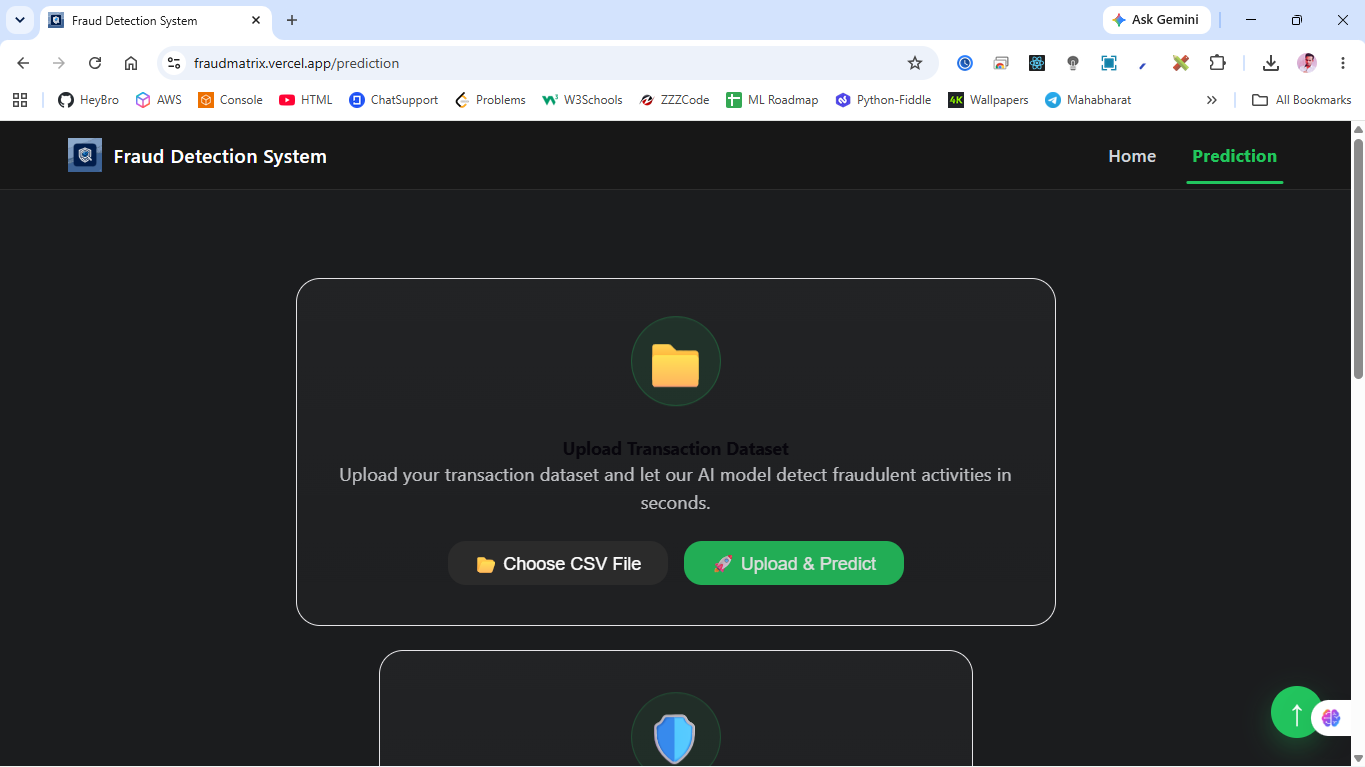 Fraud Detection System
Ask Gemini
fraudmatrix.vercel.app/prediction
HeyBro
AWS
Console
HTML
ChatSupport
Problems
W3Schools
ZZZCode
ML Roadmap
Python-Fiddle
4K Wallpapers
Mahabharat
All Bookmarks
Fraud Detection System
Home
Prediction
Upload Transaction Dataset
Upload your transaction dataset and let our AI model detect fraudulent activities in
seconds.
Choose CSV File
Upload & Predict